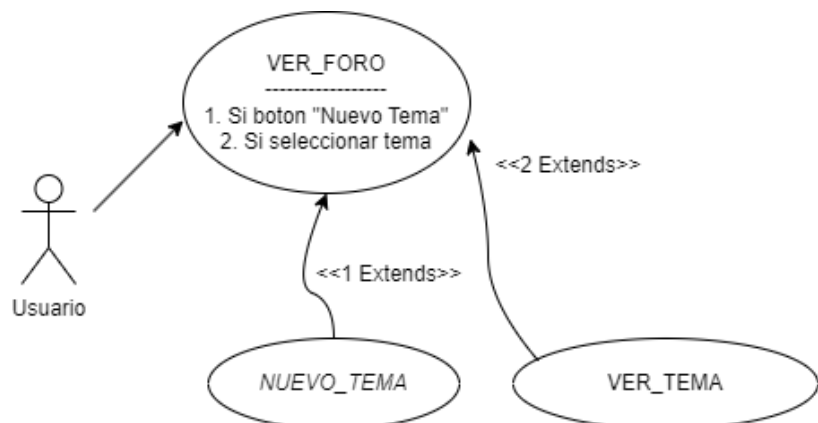 VER_FORO
-----------------
1. Si boton "Nuevo Tema"
2. Si seleccionar tema
<<2 Extends>>
<<1 Extends>>
Usuario
NUEVO_TEMA
VER_TEMA